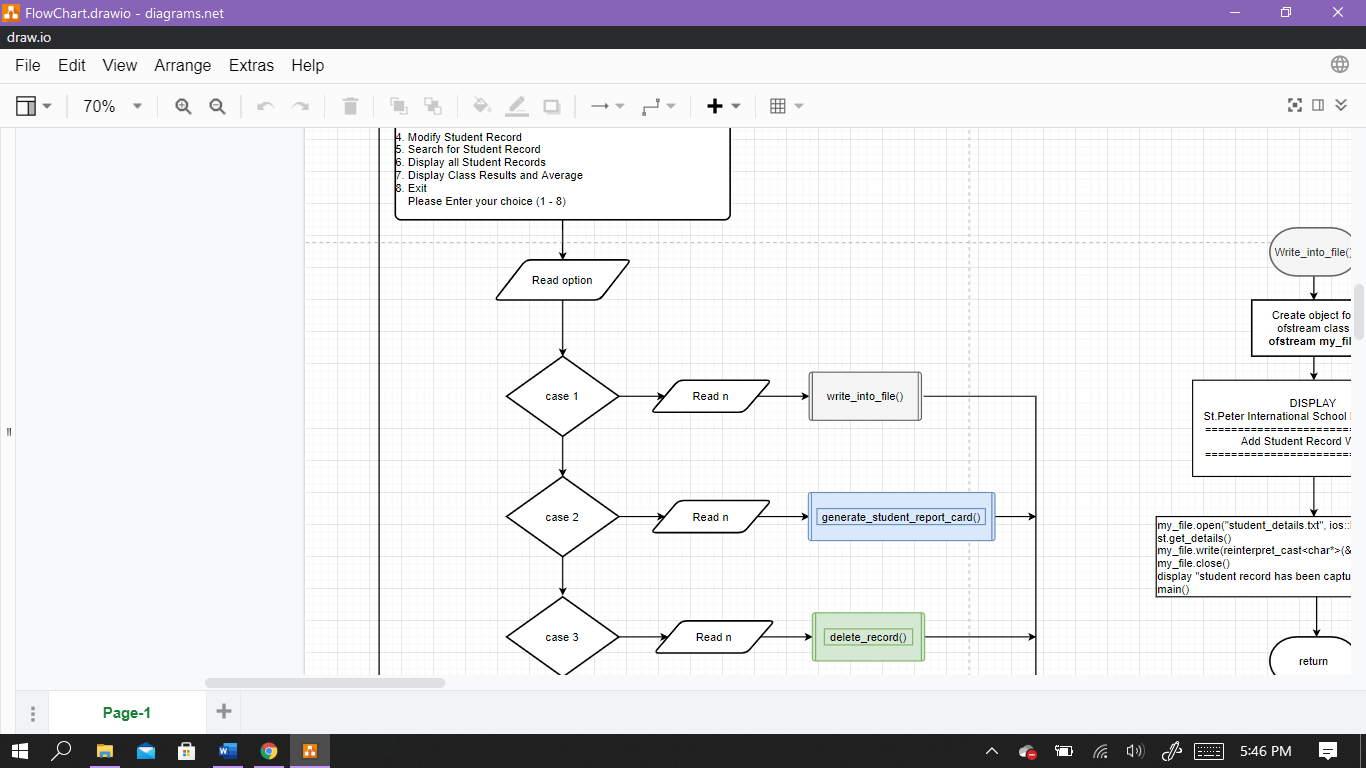 FlowChart.drawio - diagrams.net
draw.io
File Edit View Arrange Extras Help
70%
4. Modify Student Record
5. Search for Student Record
6. Display all Student Records
7. Display Class Results and Average
8. Exit
Please Enter your choice (1 - 8)
Read option
case 1
Read n
write_into_file()
case 2
Read n
generate_student_report_card()
case 3
Read n
delete_record()
Write_into_file()
Create object fo
ofstream class
ofstream my_fil
DISPLAY
St.Peter International School
=========================
Add Student Record W
=========================
my_file.open("student_details.txt", ios::
st.get_details()
my_file.write(reinterpret_cast<char*>(&
my_file.close()
display "student record has been captu
main()
return
Page-1
5:46 PM